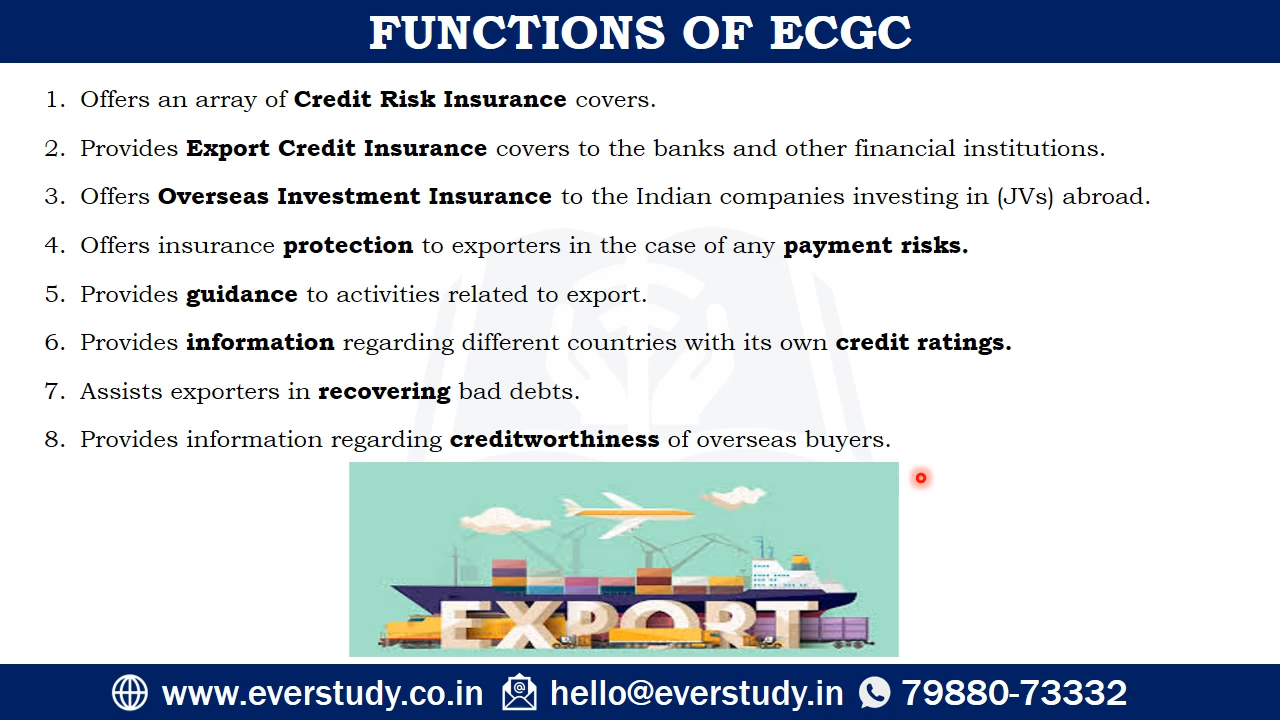 FUNCTIONS OF ECGC
1. Offers an array of Credit Risk Insurance covers.
2. Provides Export Credit Insurance covers to the banks and other financial institutions.
3. Offers Overseas Investment Insurance to the Indian companies investing in (JVs) abroad.
4. Offers insurance protection to exporters in the case of any payment risks.
5. Provides guidance to activities related to export.
6. Provides information regarding different countries with its own credit ratings.
7. Assists exporters in recovering bad debts.
8. Provides information regarding creditworthiness of overseas buyers.
EXPORT
www.everstudy.co.in hello@everstudy.in 79880-73332